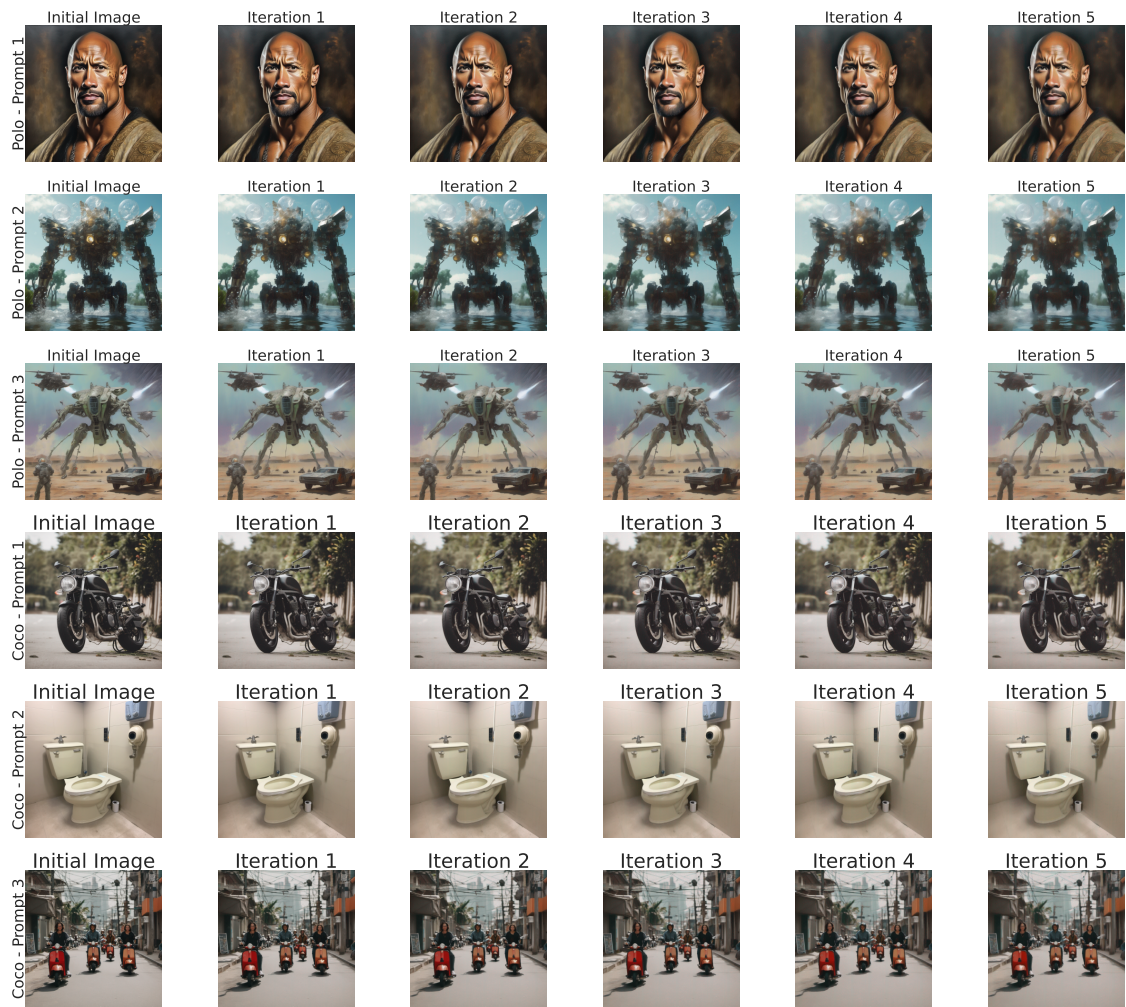 Initial Image Iteration 1 Iteration 2 Iteration 3 Iteration 4 Iteration 5
Polo - Prompt 1
Initial Image Iteration 1 Iteration 2 Iteration 3 Iteration 4 Iteration 5
Polo - Prompt 2
Initial Image Iteration 1 Iteration 2 Iteration 3 Iteration 4 Iteration 5
Polo - Prompt 3
Initial Image Iteration 1 Iteration 2 Iteration 3 Iteration 4 Iteration 5
Coco - Prompt 1
Initial Image Iteration 1 Iteration 2 Iteration 3 Iteration 4 Iteration 5
Coco - Prompt 2
Initial Image Iteration 1 Iteration 2 Iteration 3 Iteration 4 Iteration 5
Coco - Prompt 3